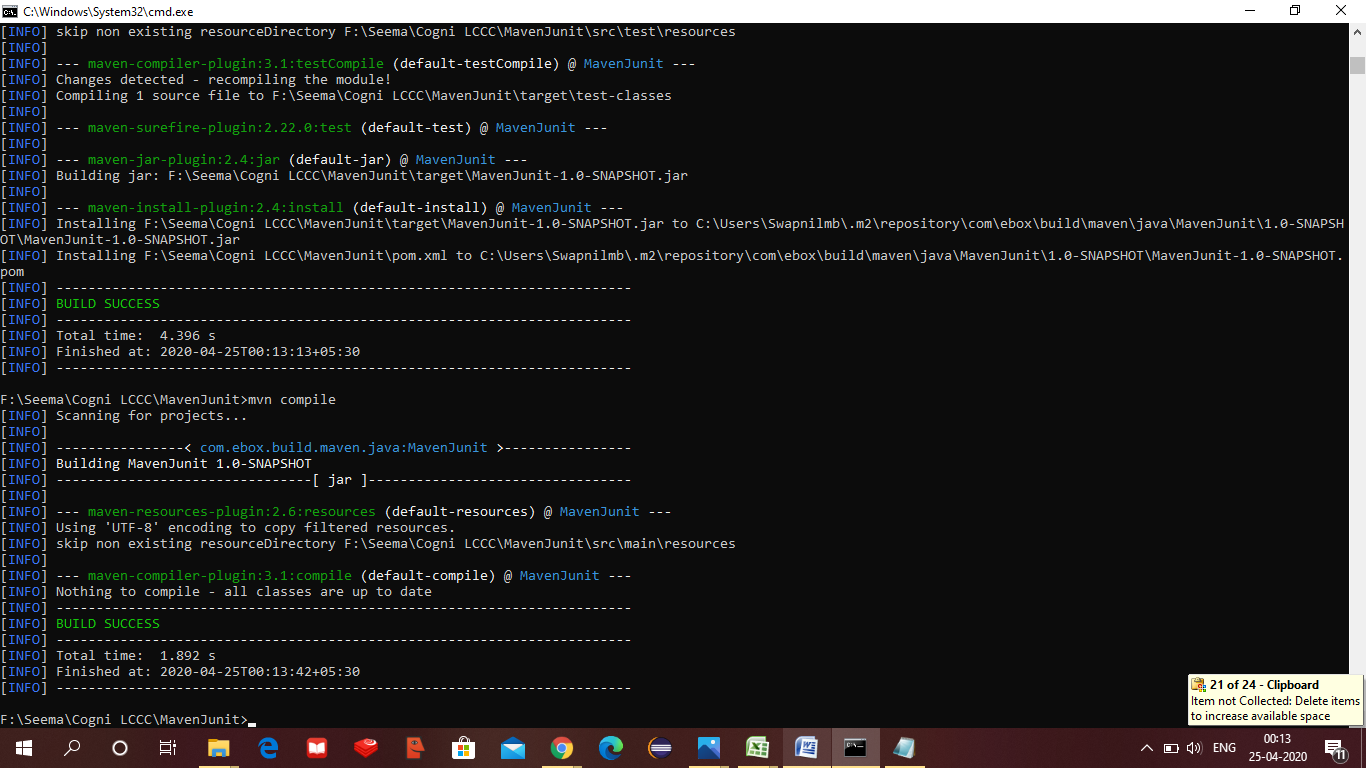 C:\Windows\System32\cmd.exe
[INFO] skip non existing resourceDirectory F:\Seema\Cogni LCCC\MavenJunit\src\test\resources
[INFO]
[INFO] --- maven-compiler-plugin:3.1:testCompile (default-testCompile) @ MavenJunit ---
[INFO] Changes detected - recompiling the module!
[INFO] Compiling 1 source file to F:\Seema\Cogni LCCC\MavenJunit\target\test-classes
[INFO]
[INFO] --- maven-surefire-plugin:2.22.0:test (default-test) @ MavenJunit ---
[INFO]
[INFO] --- maven-jar-plugin:2.4:jar (default-jar) @ MavenJunit ---
[INFO] Building jar: F:\Seema\Cogni LCCC\MavenJunit\target\MavenJunit-1.0-SNAPSHOT.jar
[INFO]
[INFO] --- maven-install-plugin:2.4:install (default-install) @ MavenJunit ---
[INFO] Installing F:\Seema\Cogni LCCC\MavenJunit\target\MavenJunit-1.0-SNAPSHOT.jar to C:\Users\Swapnilmb\.m2\repository\com\ebox\build\maven\java\MavenJunit\1.0-SNAPSH
OT\MavenJunit-1.0-SNAPSHOT.jar
[INFO] Installing F:\Seema\Cogni LCCC\MavenJunit\pom.xml to C:\Users\Swapnilmb\.m2\repository\com\ebox\build\maven\java\MavenJunit\1.0-SNAPSHOT\MavenJunit-1.0-SNAPSHOT.
pom
[INFO] ------------------------------------------------------------------------
[INFO] BUILD SUCCESS
[INFO] ------------------------------------------------------------------------
[INFO] Total time:  4.396 s
[INFO] Finished at: 2020-04-25T00:13:13+05:30
[INFO] ------------------------------------------------------------------------
F:\Seema\Cogni LCCC\MavenJunit>mvn compile
[INFO] Scanning for projects...
[INFO]
[INFO] ----------------< com.ebox.build.maven.java:MavenJunit >----------------
[INFO] Building MavenJunit 1.0-SNAPSHOT
[INFO] --------------------------------[ jar ]---------------------------------
[INFO]
[INFO] --- maven-resources-plugin:2.6:resources (default-resources) @ MavenJunit ---
[INFO] Using 'UTF-8' encoding to copy filtered resources.
[INFO] skip non existing resourceDirectory F:\Seema\Cogni LCCC\MavenJunit\src\main\resources
[INFO]
[INFO] --- maven-compiler-plugin:3.1:compile (default-compile) @ MavenJunit ---
[INFO] Nothing to compile - all classes are up to date
[INFO] ------------------------------------------------------------------------
[INFO] BUILD SUCCESS
[INFO] ------------------------------------------------------------------------
[INFO] Total time:  1.892 s
[INFO] Finished at: 2020-04-25T00:13:42+05:30
[INFO] ------------------------------------------------------------------------
F:\Seema\Cogni LCCC\MavenJunit>
21 of 24 - Clipboard
Item not Collected: Delete items
to increase available space
ENG
00:13
25-04-2020
11